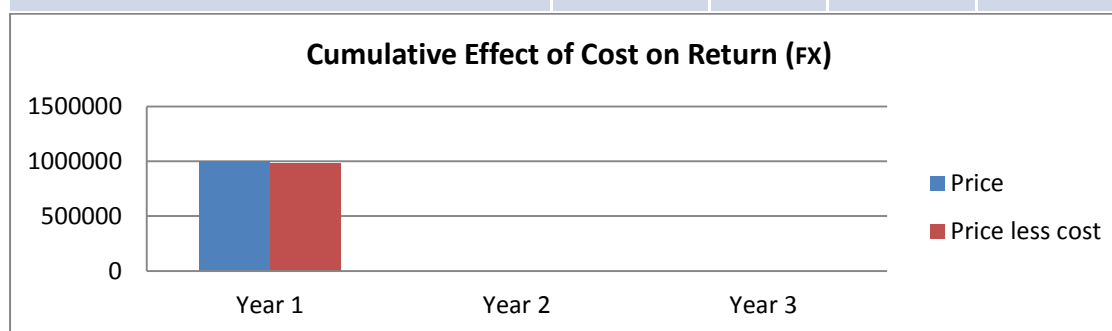 Cumulative Effect of Cost on Return (FX)
1500000
1000000
500000
0
Year 1 Year 2 Year 3
Price
Price less cost